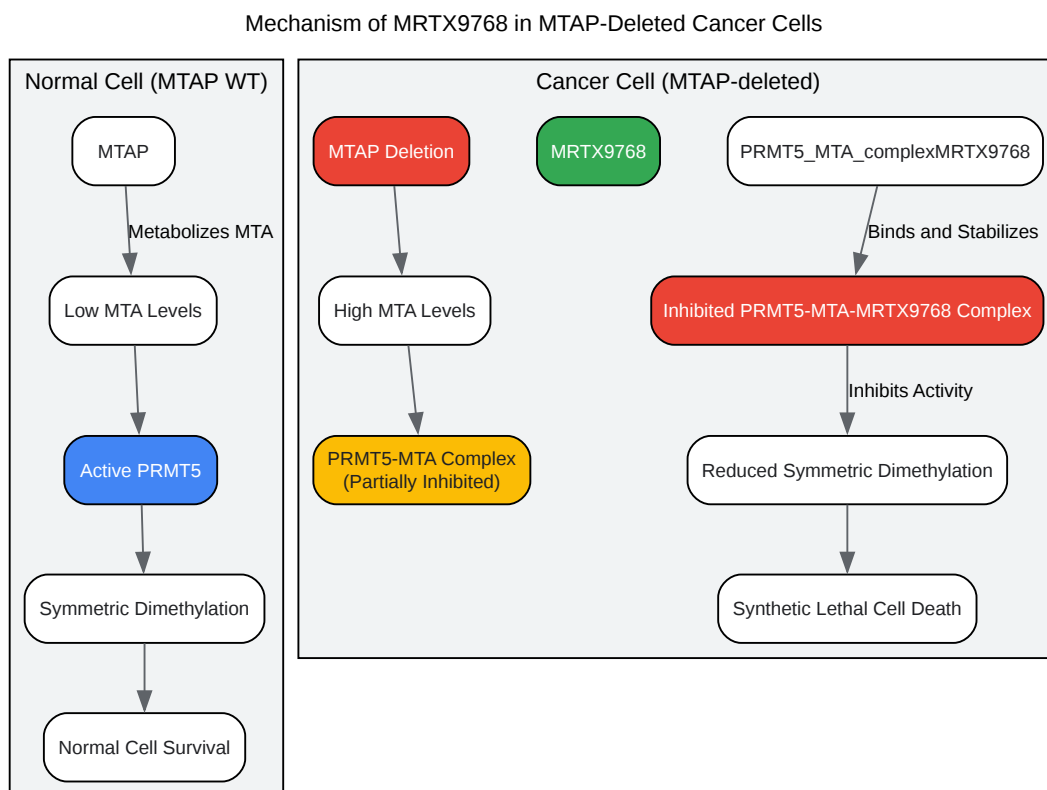 Mechanism of MRTX9768 in MTAP-Deleted Cancer Cells
Normal Cell (MTAP WT)
MTAP
Metabolizes MTA
Low MTA Levels
Active PRMT5
Symmetric Dimethylation
Normal Cell Survival
Cancer Cell (MTAP-deleted)
MTAP Deletion
High MTA Levels
PRMT5-MTA Complex
(Partially Inhibited)
MRTX9768
PRMT5_MTA_complexMRTX9768
Binds and Stabilizes
Inhibited PRMT5-MTA-MRTX9768 Complex
Inhibits Activity
Reduced Symmetric Dimethylation
Synthetic Lethal Cell Death